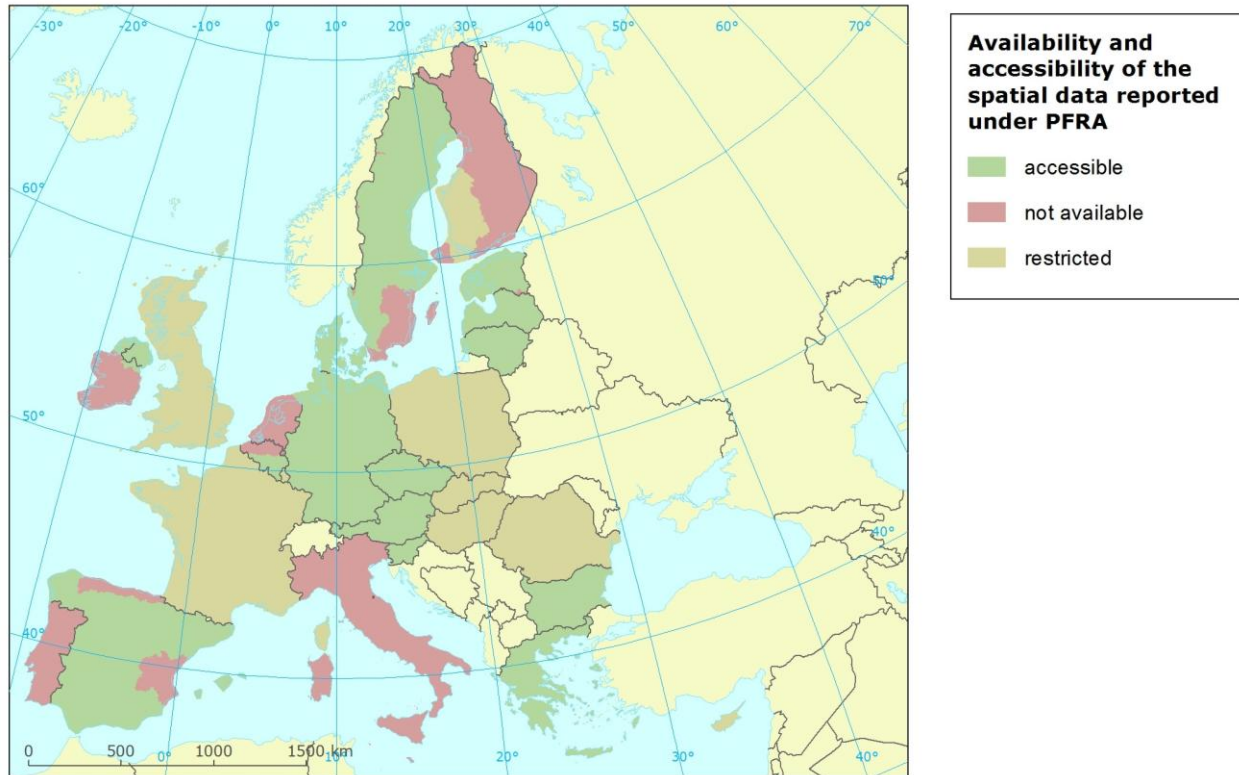 -30° -20° -10° 0° 10° 20° 30° 40° 50° 60° 70°
60°
50°
50°
40°
40°
0 500 1000 1500 km
0° 10° 20° 30° 40°
Availability and
accessibility of the
spatial data reported
under PFRA
accessible
not available
restricted